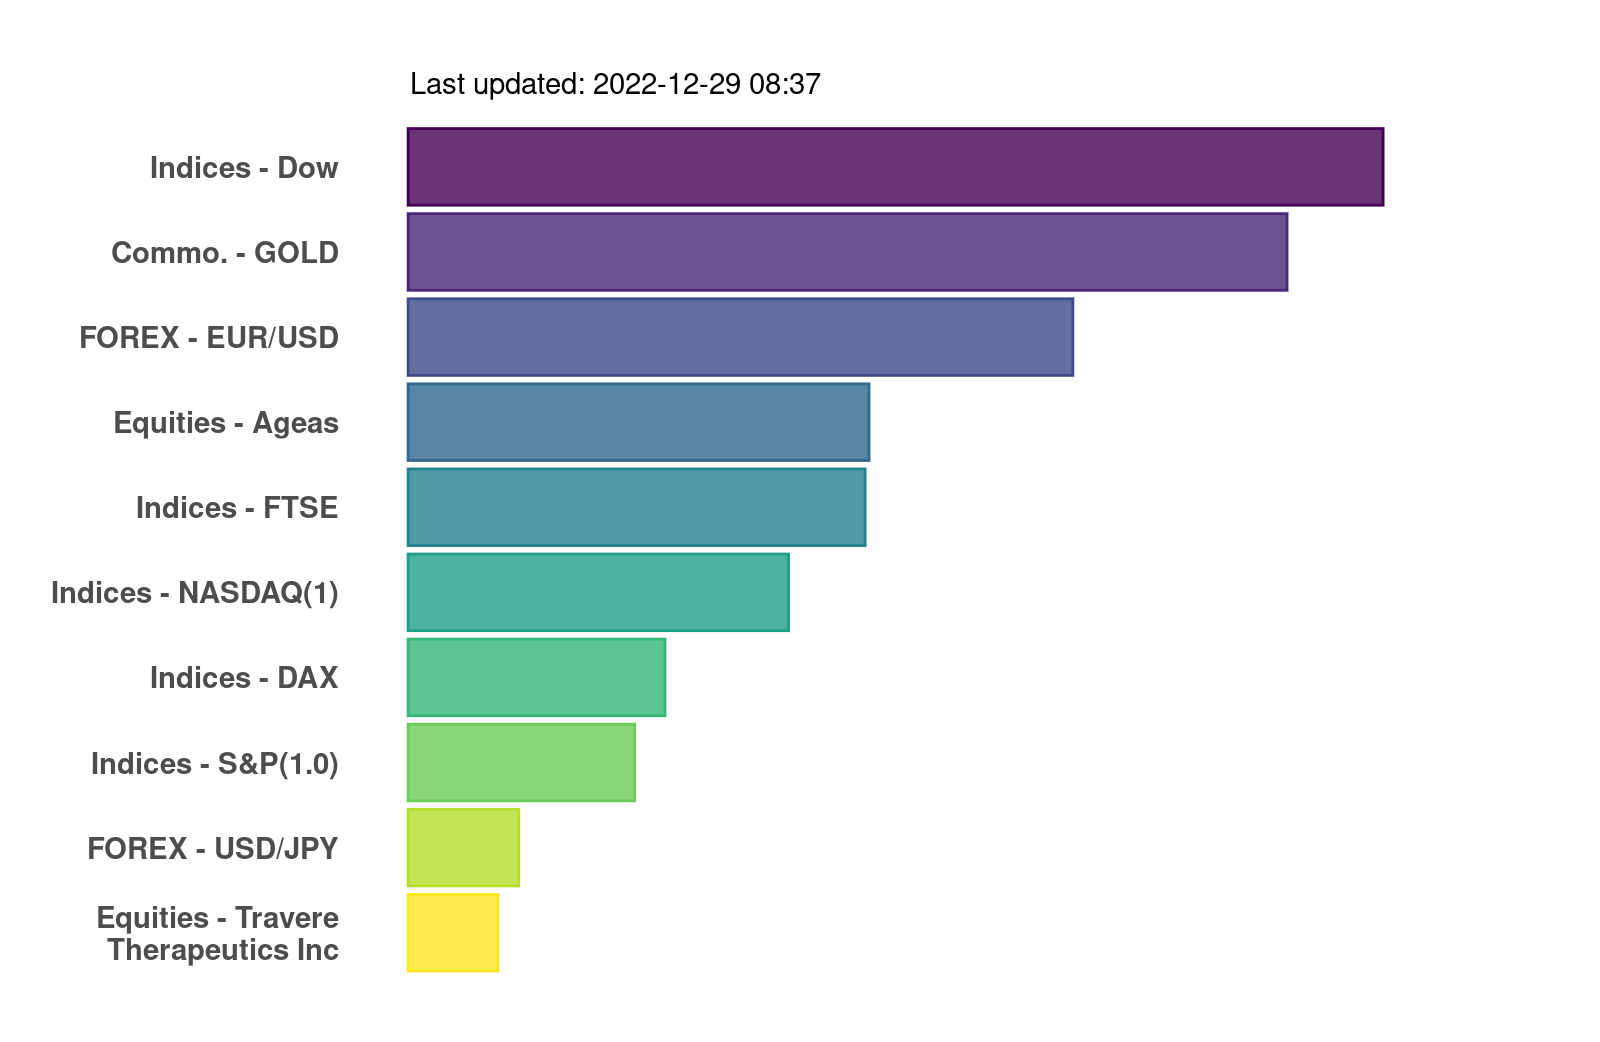 Last updated: 2022-12-29 08:37
Indices - Dow
Commo. - GOLD
FOREX - EUR/USD
Equities - Ageas
Indices - FTSE
Indices - NASDAQ(1)
Indices - DAX
Indices - S&P(1.0)
FOREX - USD/JPY
Equities - Travere
Therapeutics Inc